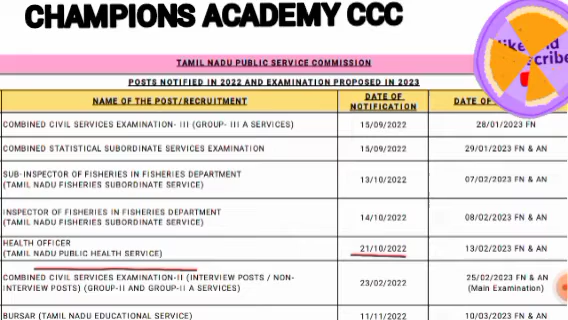 CHAMPIONS ACADEMY CCC
like and
subscribe
TAMIL NADU PUBLIC SERVICE COMMISSION
POSTS NOTIFIED IN 2022 AND EXAMINATION PROPOSED IN 2023
NAME OF THE POST/RECRUITMENT DATE OF NOTIFICATION DATE OF
COMBINED CIVIL SERVICES EXAMINATION- III (GROUP- III A SERVICES) 15/09/2022 28/01/2023 FN
COMBINED STATISTICAL SUBORDINATE SERVICES EXAMINATION 15/09/2022 29/01/2023 FN & AN
SUB-INSPECTOR OF FISHERIES IN FISHERIES DEPARTMENT
(TAMIL NADU FISHERIES SUBORDINATE SERVICE) 13/10/2022 07/02/2023 FN & AN
INSPECTOR OF FISHERIES IN FISHERIES DEPARTMENT
(TAMIL NADU FISHERIES SUBORDINATE SERVICE) 14/10/2022 08/02/2023 FN & AN
HEALTH OFFICER
(TAMIL NADU PUBLIC HEALTH SERVICE) 21/10/2022 13/02/2023 FN & AN
COMBINED CIVIL SERVICES EXAMINATION-II (INTERVIEW POSTS / NON-
INTERVIEW POSTS) (GROUP-II AND GROUP-II A SERVICES) 23/02/2022 25/02/2023 FN & AN
(Main Examination)
BURSAR (TAMIL NADU EDUCATIONAL SERVICE) 11/11/2022 10/03/2023 FN & AN